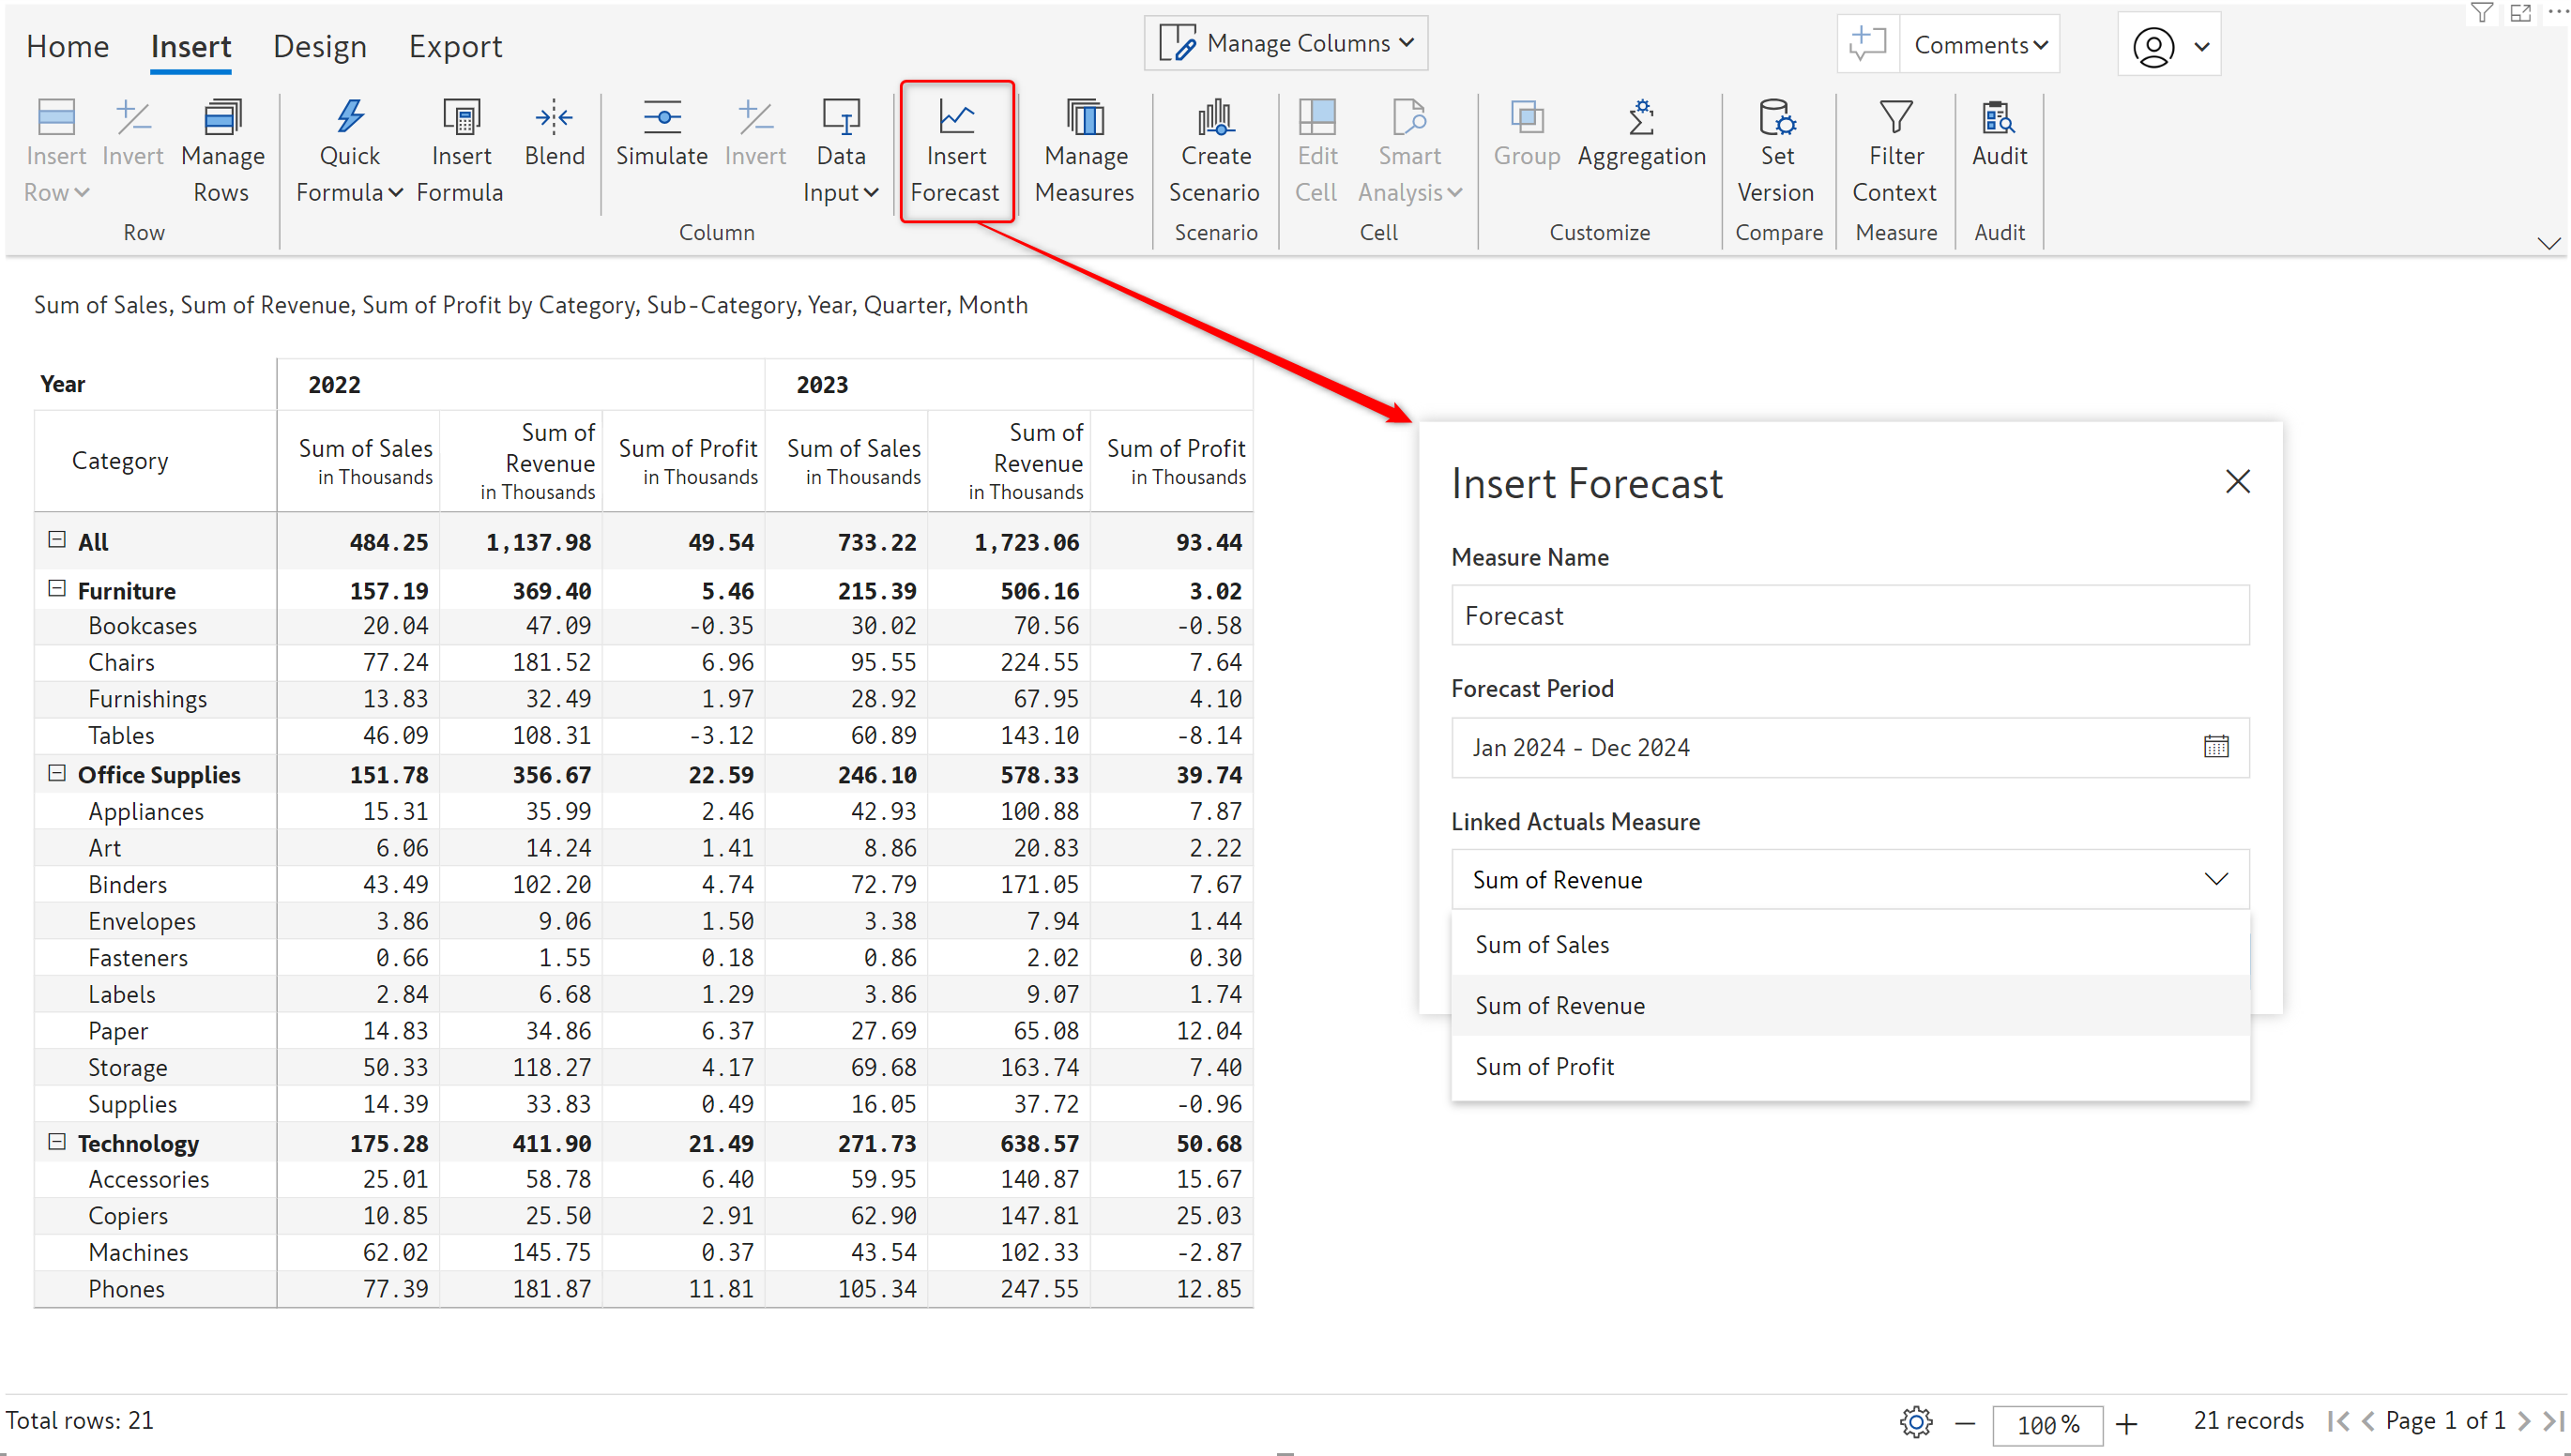 Home Insert Design Export Manage Columns Comments
Insert Invert Manage Quick Insert Blend Simulate Invert Data Insert Manage Create Edit Smart Group Aggregation Set Filter Audit
Row Rows Formula Formula Input Forecast Measures Scenario Cell Analysis Version Context
Row Column Scenario Cell Customize Compare Measure Audit
Sum of Sales, Sum of Revenue, Sum of Profit by Category, Sub-Category, Year, Quarter, Month
Year 2022 2023
Category Sum of Sales in Thousands Sum of Revenue in Thousands Sum of Profit in Thousands Sum of Sales in Thousands Sum of Revenue in Thousands Sum of Profit in Thousands
All 484.25 1,137.98 49.54 733.22 1,723.06 93.44
Furniture 157.19 369.40 5.46 215.39 506.16 3.02
Bookcases 20.04 47.09 -0.35 30.02 70.56 -0.58
Chairs 77.24 181.52 6.96 95.55 224.55 7.64
Furnishings 13.83 32.49 1.97 28.92 67.95 4.10
Tables 46.09 108.31 -3.12 60.89 143.10 -8.14
Office Supplies 151.78 356.67 22.59 246.10 578.33 39.74
Appliances 15.31 35.99 2.46 42.93 100.88 7.87
Art 6.06 14.24 1.41 8.86 20.83 2.22
Binders 43.49 102.20 4.74 72.79 171.05 7.67
Envelopes 3.86 9.06 1.50 3.38 7.94 1.44
Fasteners 0.66 1.55 0.18 0.86 2.02 0.30
Labels 2.84 6.68 1.29 3.86 9.07 1.74
Paper 14.83 34.86 6.37 27.69 65.08 12.04
Storage 50.33 118.27 4.17 69.68 163.74 7.40
Supplies 14.39 33.83 0.49 16.05 37.72 -0.96
Technology 175.28 411.90 21.49 271.73 638.57 50.68
Accessories 25.01 58.78 6.40 59.95 140.87 15.67
Copiers 10.85 25.50 2.91 62.90 147.81 25.03
Machines 62.02 145.75 0.37 43.54 102.33 -2.87
Phones 77.39 181.87 11.81 105.34 247.55 12.85
Insert Forecast
Measure Name
Forecast
Forecast Period
Jan 2024 - Dec 2024
Linked Actuals Measure
Sum of Revenue
Sum of Sales
Sum of Revenue
Sum of Profit
Total rows: 21 100 % 21 records Page 1 of 1